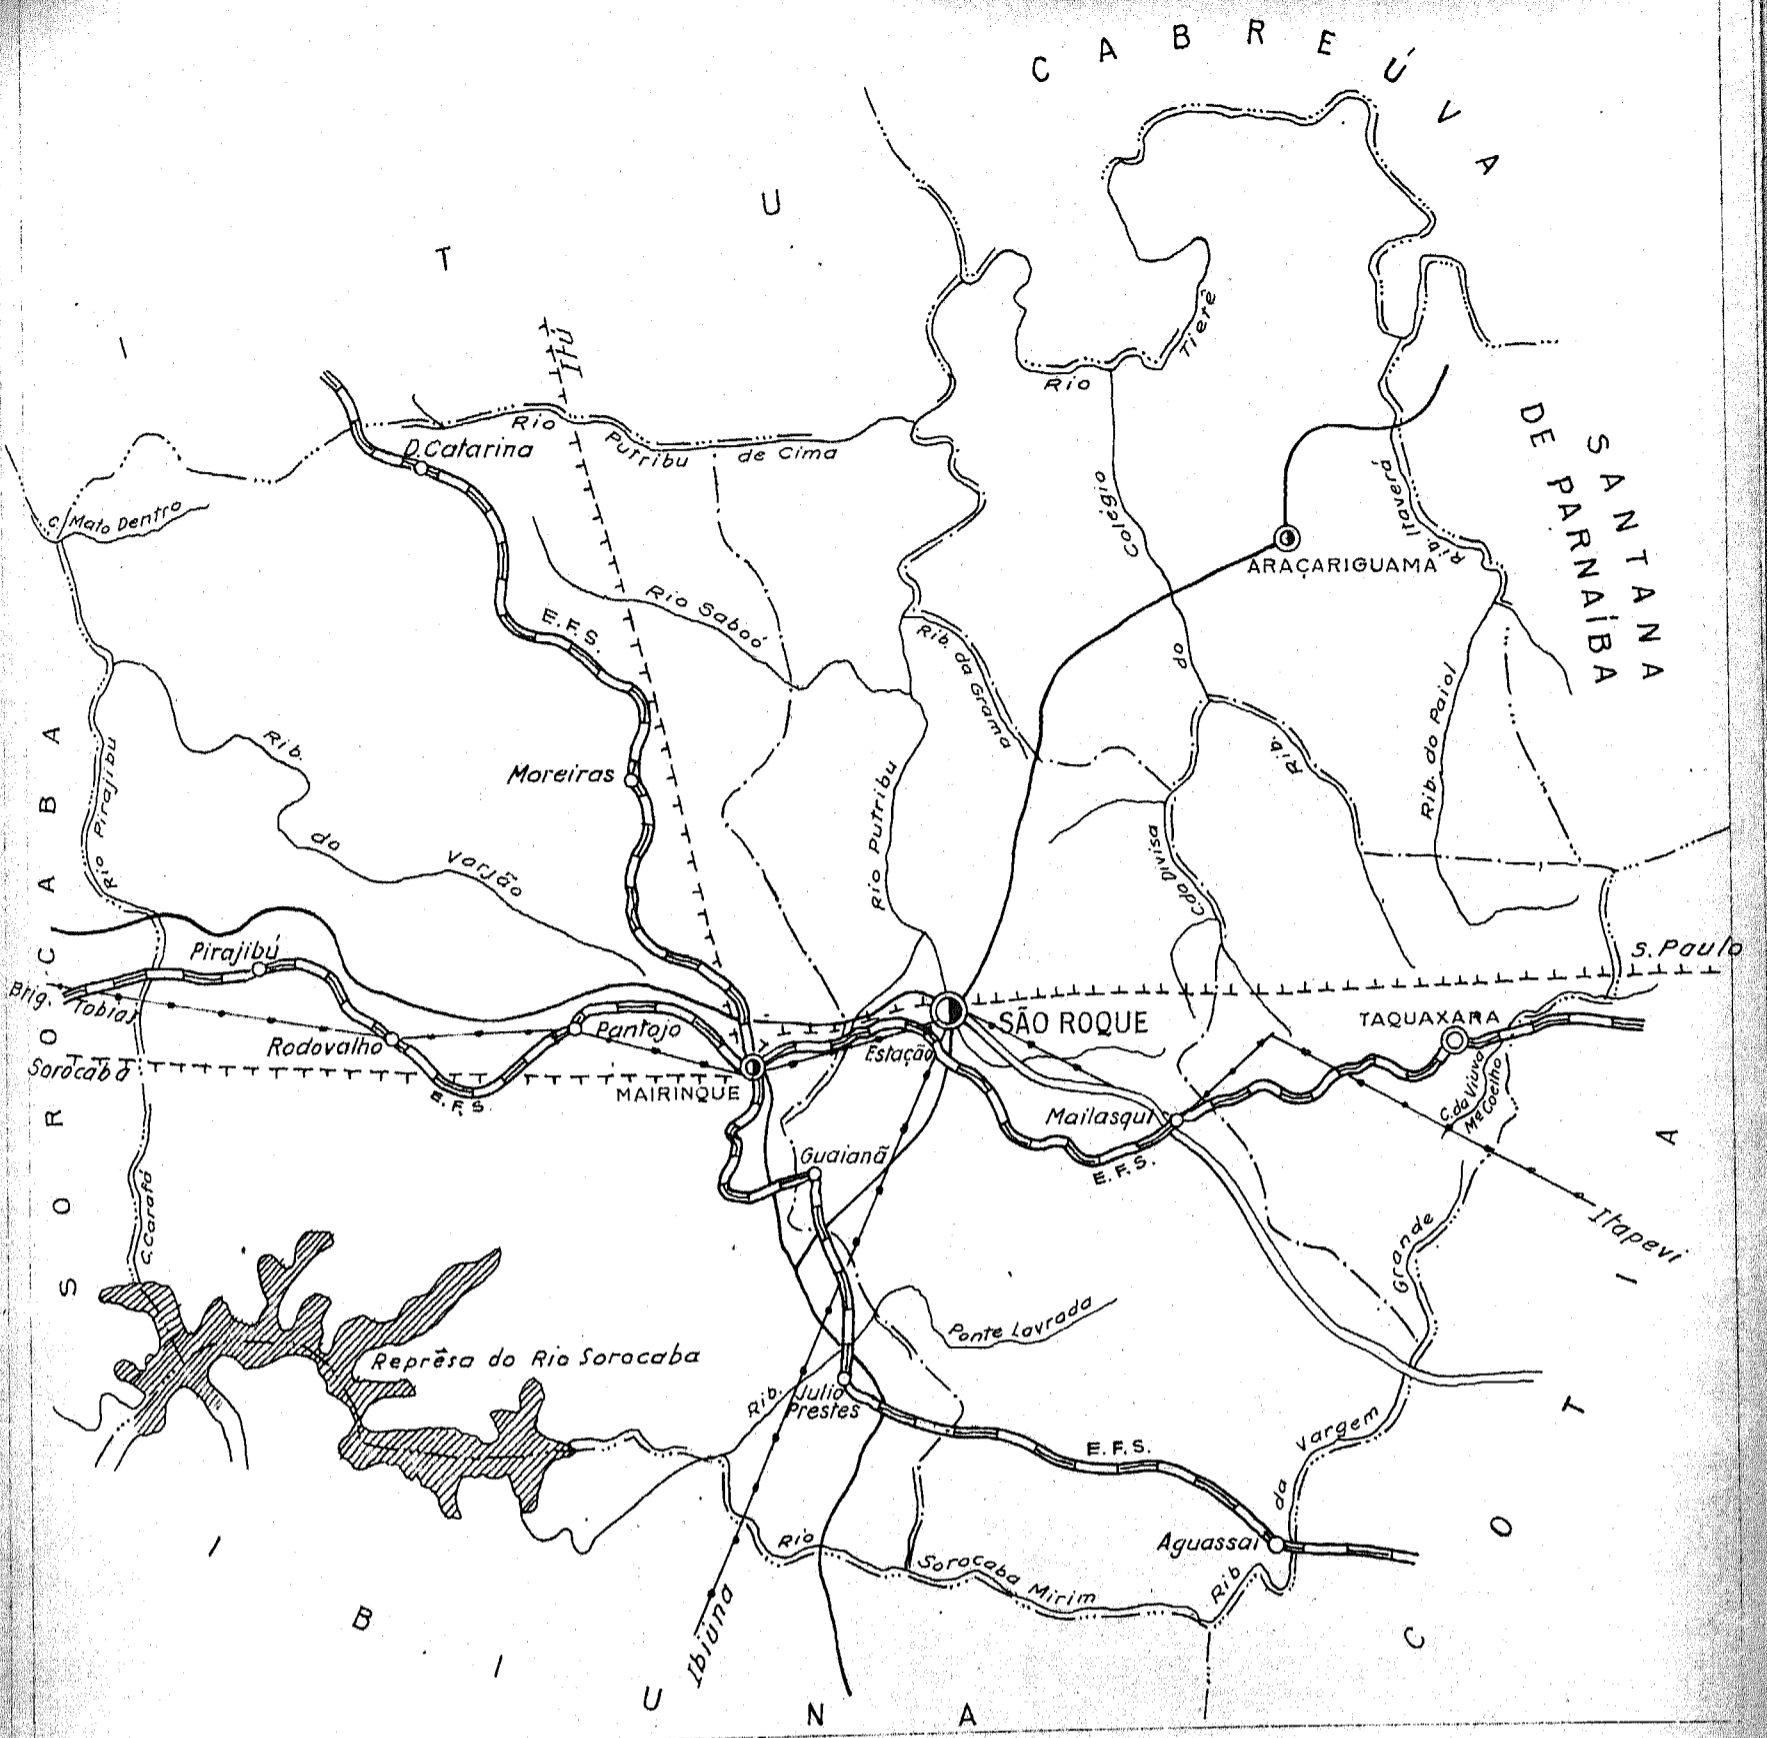 CABREÚVA
ITU
Itú
Rio
Tietê
D. Catarina
Rio
Putribu
de Cima
SANTANA
DE PARNAÍBA
C. Mato Dentro
Colégio
do
Rib. Itaverá
ARAÇARIGUAMA
Rio Saboó
E.F.S.
Rib. da Grama
Rib.
Rib. do Paiol
Rio Pirajibu
Rib.
do
Varjão
Moreiras
Rio Putribu
C.da Divisa
SOROCABA
S. Paulo
Pirajibú
Brig.
Tobias
Rodovalho
Pantojo
Sorocaba
E.F.S.
MAIRINQUE
Estação
SÃO ROQUE
TAQUAXARA
Mailasqui
E.F.S.
C. da Viuva
Mª Coelho
Guaianã
C.Carafá
Itapevi
Grande
Ponte Lavrada
Reprêsa do Rio Sorocaba
Rib.
Julio
Prestes
E.F.S.
Vargem
da
Rib
Aguassaí
Rio
Sorocaba
Mirim
Ibiúna
IBIUNA
COTIA